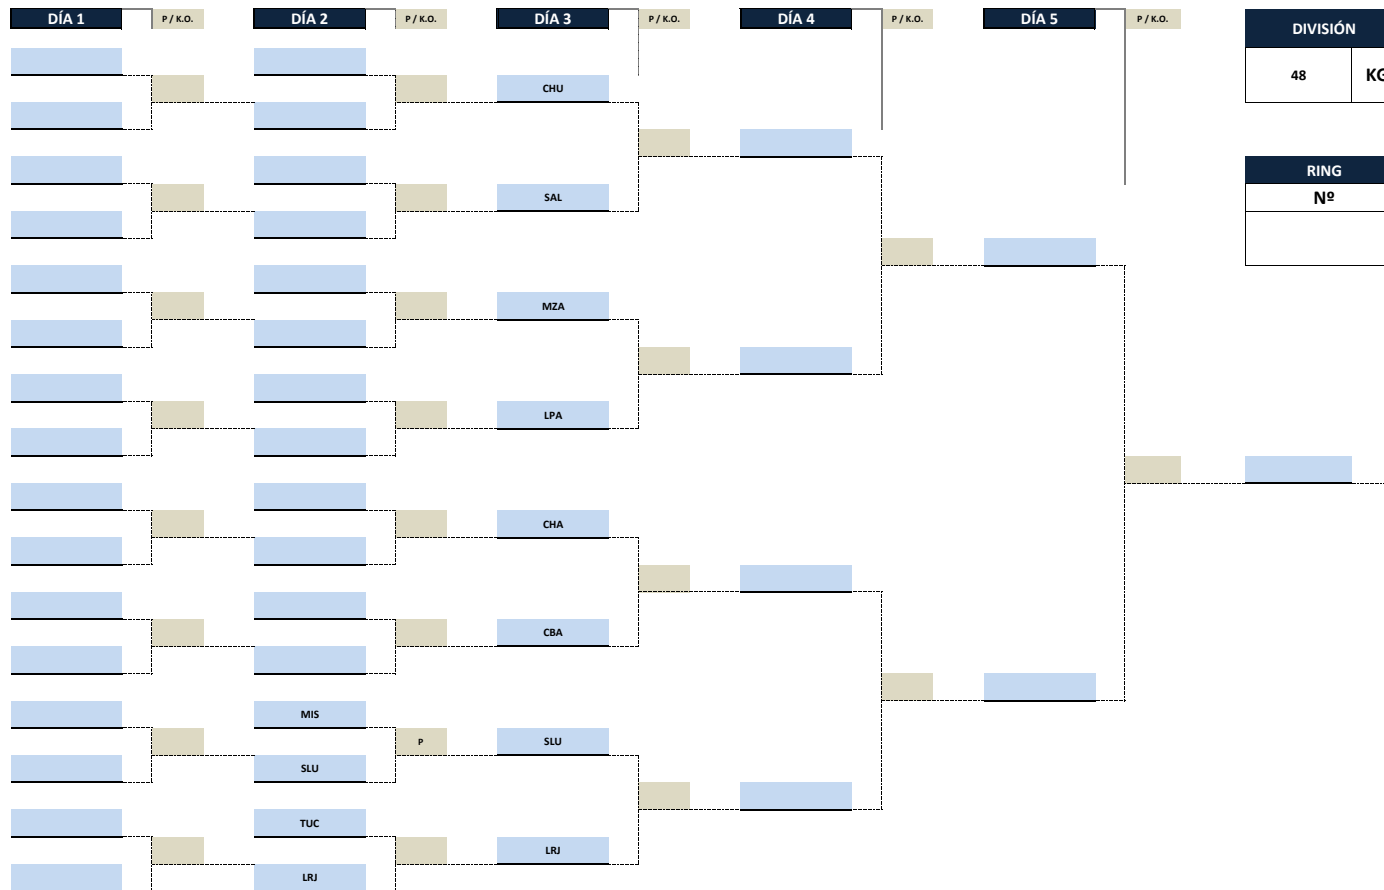 DÍA 1 P / K.O. DÍA 2 P / K.O. DÍA 3 P / K.O. DÍA 4 P / K.O. DÍA 5 P / K.O.
DIVISIÓN
48 KG
CHU
RING
Nº
SAL
MZA
LPA
CHA
CBA
MIS
P SLU
SLU
TUC
LRJ
LRJ